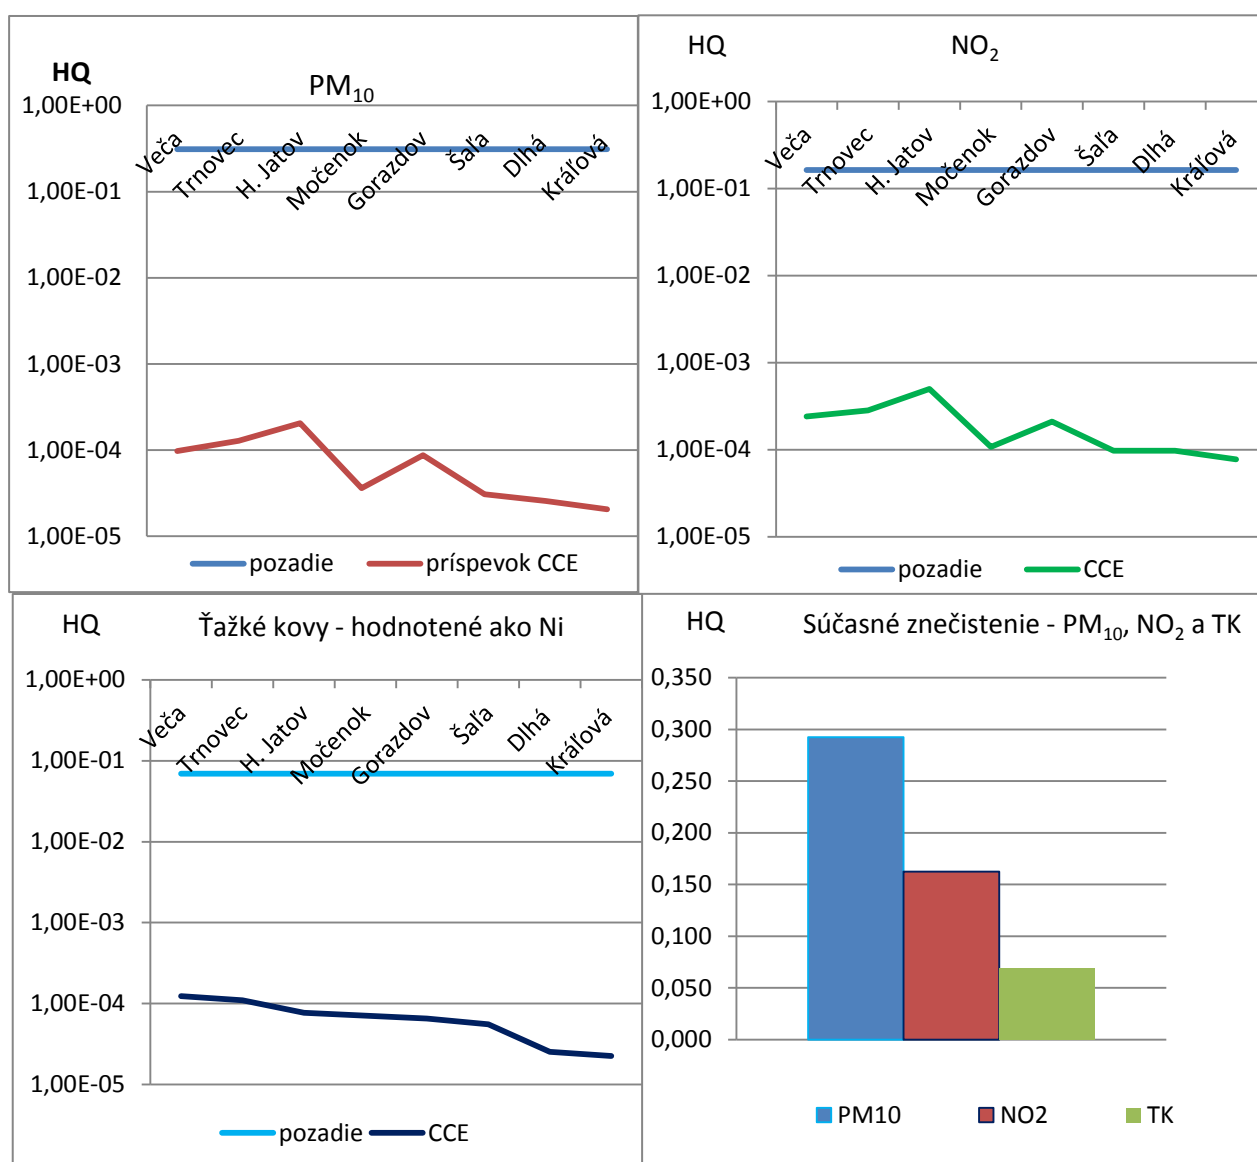 HQ
PM10
1,00E+00
1,00E-01
1,00E-02
1,00E-03
1,00E-04
1,00E-05
Veča
Trnovec
H. Jatov
Močenok
Gorazdov
Šaľa
Dlhá
Kráľová
pozadie príspevok CCE
HQ
NO2
1,00E+00
1,00E-01
1,00E-02
1,00E-03
1,00E-04
1,00E-05
Veča
Trnovec
H. Jatov
Močenok
Gorazdov
Šaľa
Dlhá
Kráľová
pozadie CCE
HQ
Ťažké kovy - hodnotené ako Ni
1,00E+00
1,00E-01
1,00E-02
1,00E-03
1,00E-04
1,00E-05
Veča
Trnovec
H. Jatov
Močenok
Gorazdov
Šaľa
Dlhá
Kráľová
pozadie CCE
HQ
Súčasné znečistenie - PM10, NO2 a TK
0,350
0,300
0,250
0,200
0,150
0,100
0,050
0,000
PM10 NO2 TK